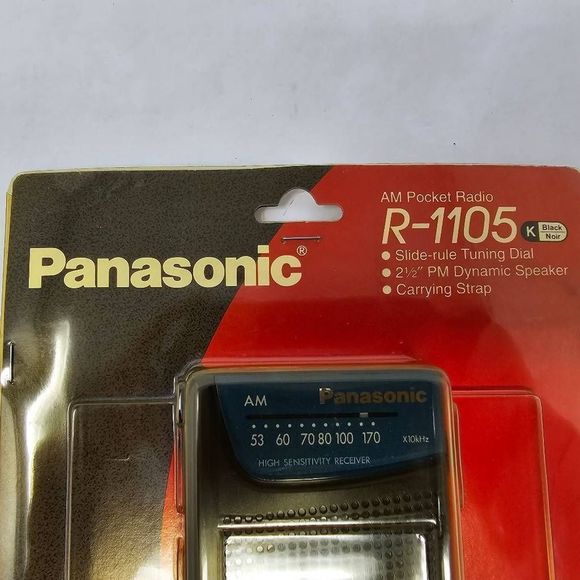 AM Pocket Radio
R-1105 K Black
Noir
• Slide-rule Tuning Dial
• 2½" PM Dynamic Speaker
• Carrying Strap
Panasonic®
AM Panasonic
53 60 70 80 100 170 X10kHz
HIGH SENSITIVITY RECEIVER